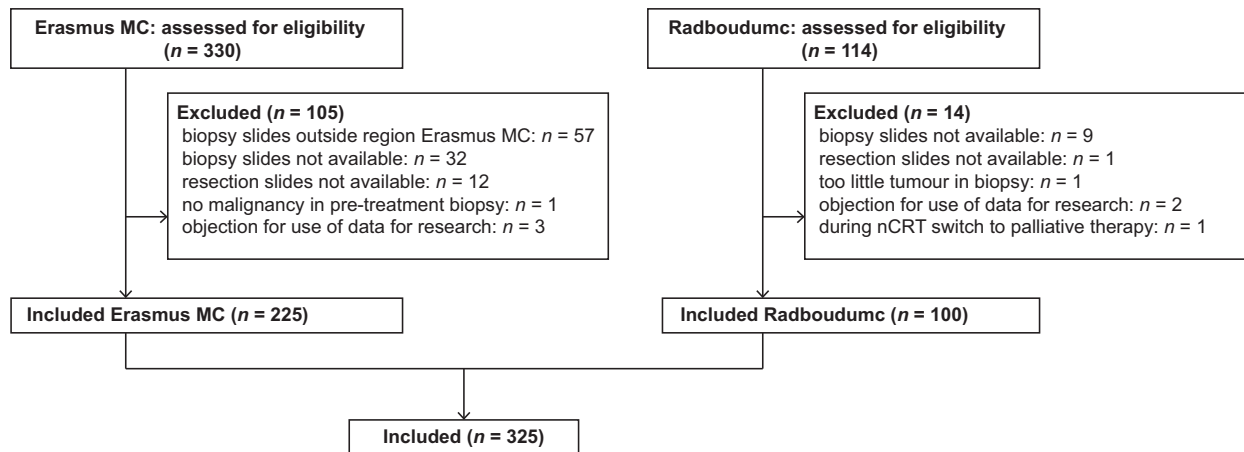 Erasmus MC: assessed for eligibility
(n = 330)
Radboudumc: assessed for eligibility
(n = 114)
Excluded (n = 105)
biopsy slides outside region Erasmus MC: n = 57
biopsy slides not available: n = 32
resection slides not available: n = 12
no malignancy in pre-treatment biopsy: n = 1
objection for use of data for research: n = 3
Excluded (n = 14)
biopsy slides not available: n = 9
resection slides not available: n = 1
too little tumour in biopsy: n = 1
objection for use of data for research: n = 2
during nCRT switch to palliative therapy: n = 1
Included Erasmus MC (n = 225)
Included Radboudumc (n = 100)
Included (n = 325)